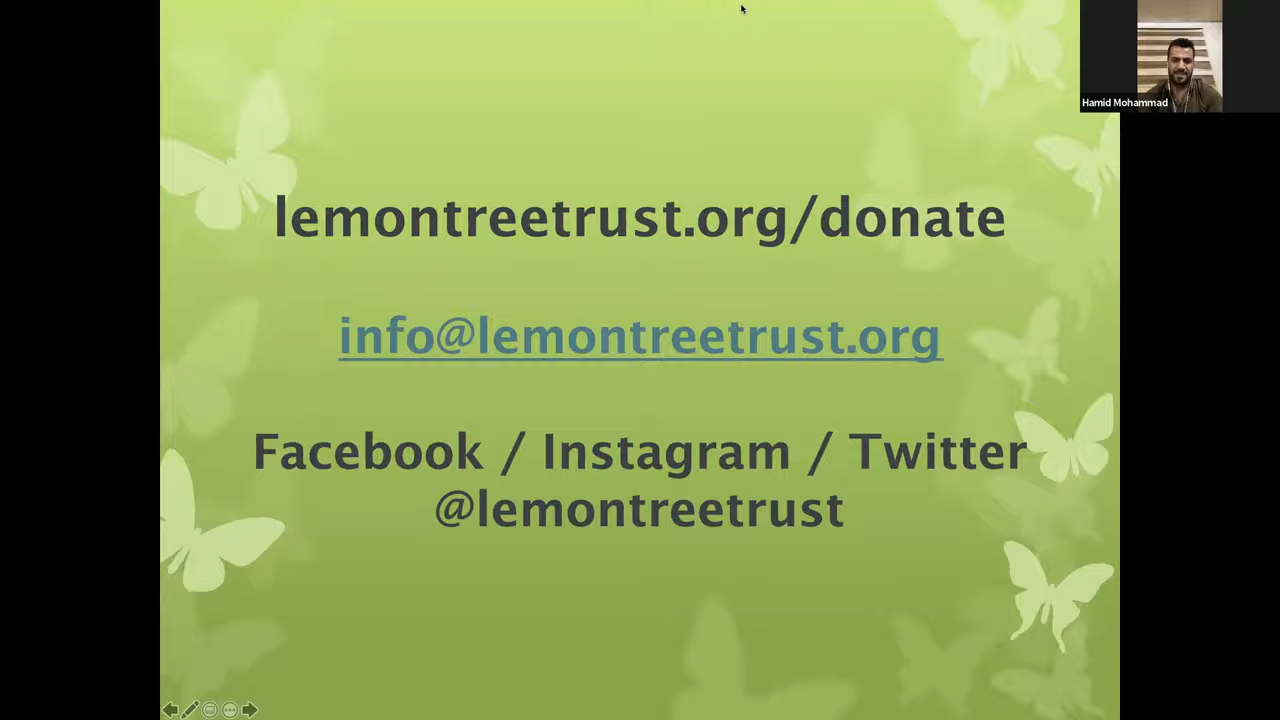 Hamid Mohammad
lemontreetrust.org/donate
info@lemontreetrust.org
Facebook / Instagram / Twitter
@lemontreetrust